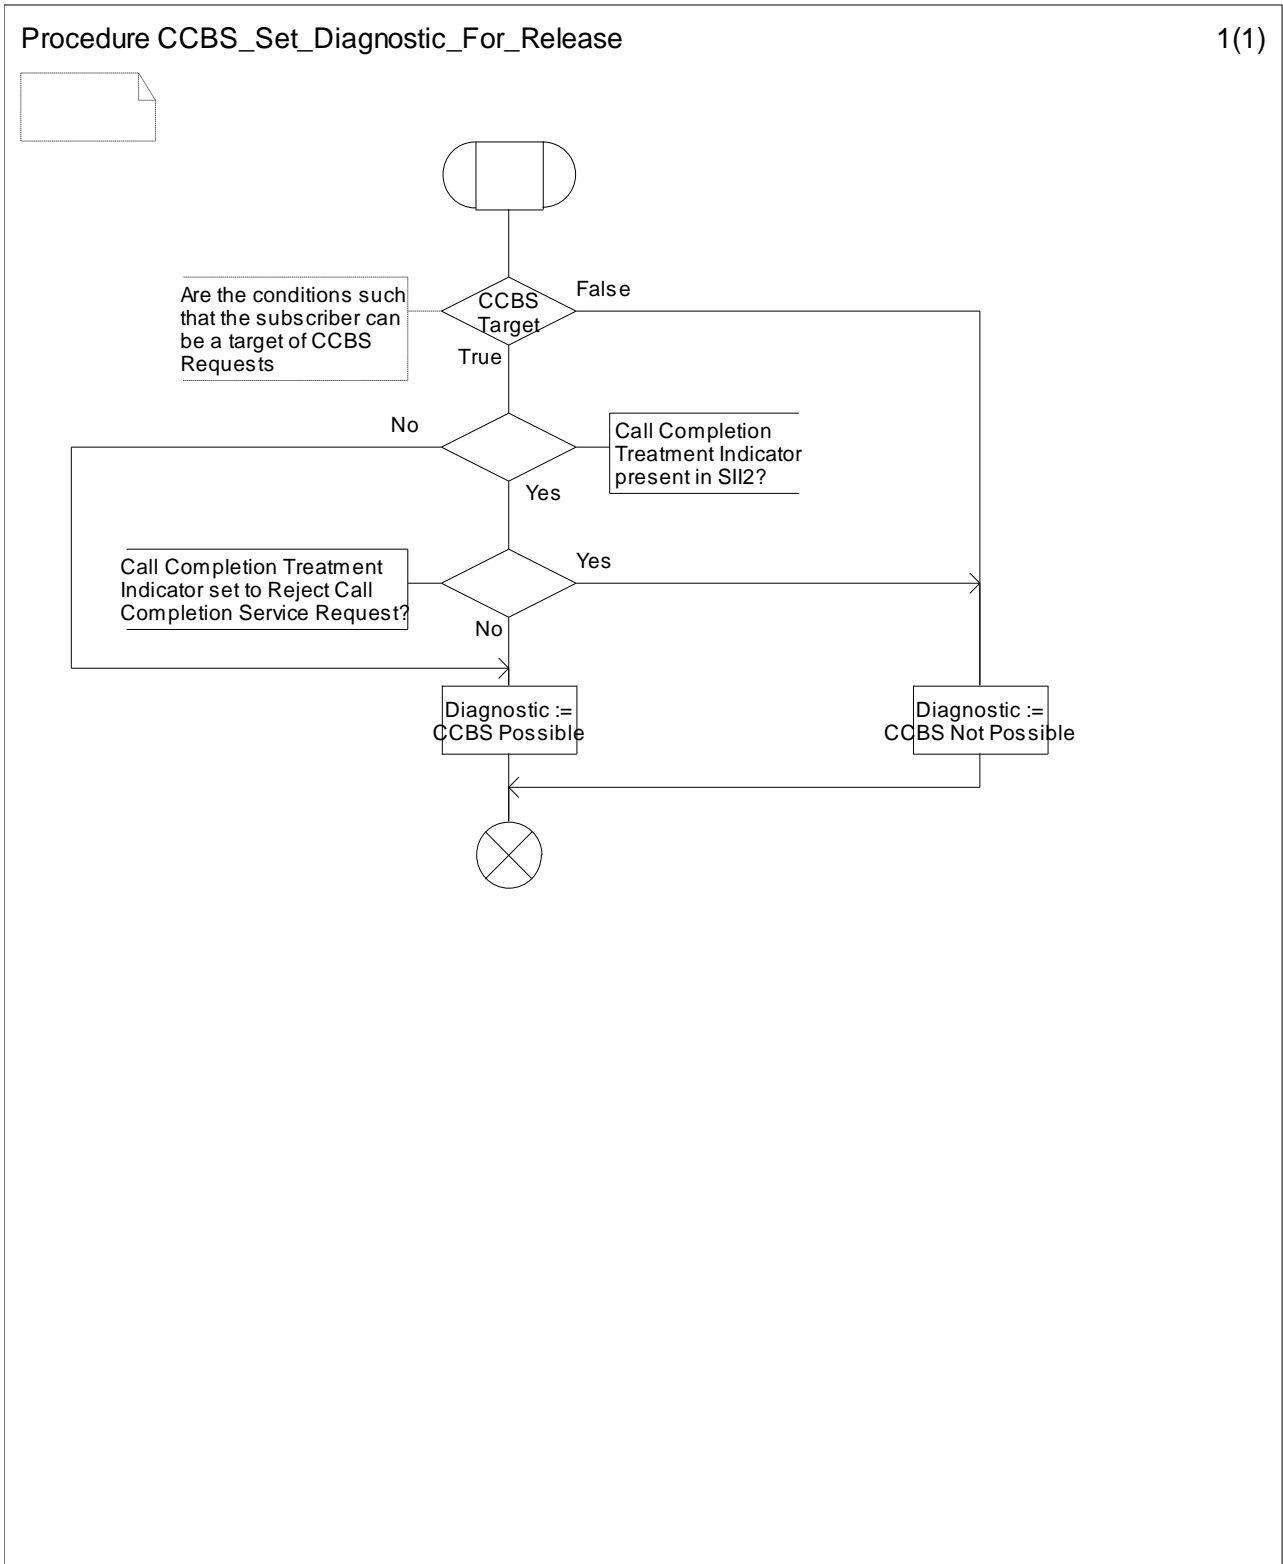 Procedure CCBS_Set_Diagnostic_For_Release
1(1)
Are the conditions such
that the subscriber can
be a target of CCBS
Requests
CCBS
Target
False
True
No
Call Completion
Treatment Indicator
present in SII2?
Yes
Call Completion Treatment
Indicator set to Reject Call
Completion Service Request?
Yes
No
Diagnostic :=
CCBS Possible
Diagnostic :=
CCBS Not Possible